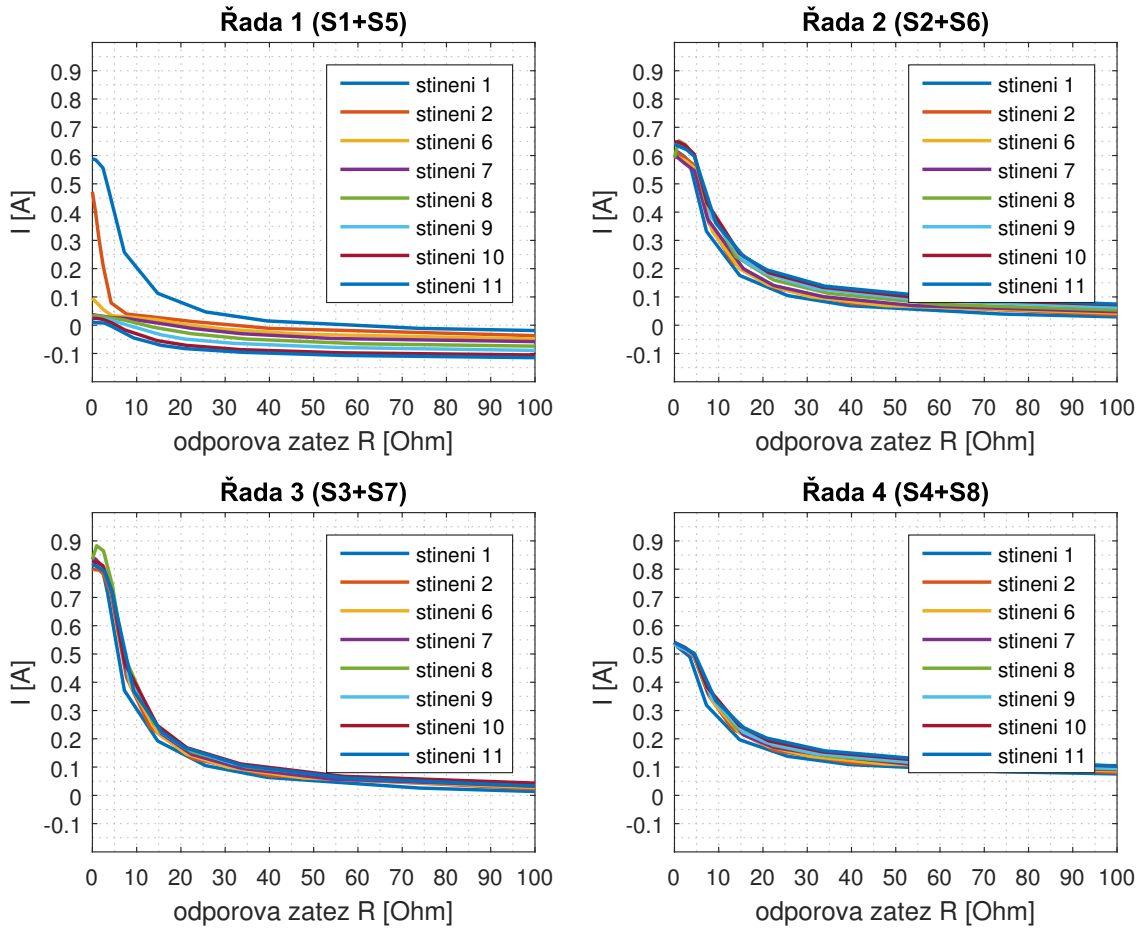 Řada 1 (S1+S5)
I [A]
0.9
0.8
0.7
0.6
0.5
0.4
0.3
0.2
0.1
0
-0.1
stineni 1
stineni 2
stineni 6
stineni 7
stineni 8
stineni 9
stineni 10
stineni 11
0 10 20 30 40 50 60 70 80 90 100
odporova zatez R [Ohm]
Řada 2 (S2+S6)
I [A]
0.9
0.8
0.7
0.6
0.5
0.4
0.3
0.2
0.1
0
-0.1
stineni 1
stineni 2
stineni 6
stineni 7
stineni 8
stineni 9
stineni 10
stineni 11
0 10 20 30 40 50 60 70 80 90 100
odporova zatez R [Ohm]
Řada 3 (S3+S7)
I [A]
0.9
0.8
0.7
0.6
0.5
0.4
0.3
0.2
0.1
0
-0.1
stineni 1
stineni 2
stineni 6
stineni 7
stineni 8
stineni 9
stineni 10
stineni 11
0 10 20 30 40 50 60 70 80 90 100
odporova zatez R [Ohm]
Řada 4 (S4+S8)
I [A]
0.9
0.8
0.7
0.6
0.5
0.4
0.3
0.2
0.1
0
-0.1
stineni 1
stineni 2
stineni 6
stineni 7
stineni 8
stineni 9
stineni 10
stineni 11
0 10 20 30 40 50 60 70 80 90 100
odporova zatez R [Ohm]